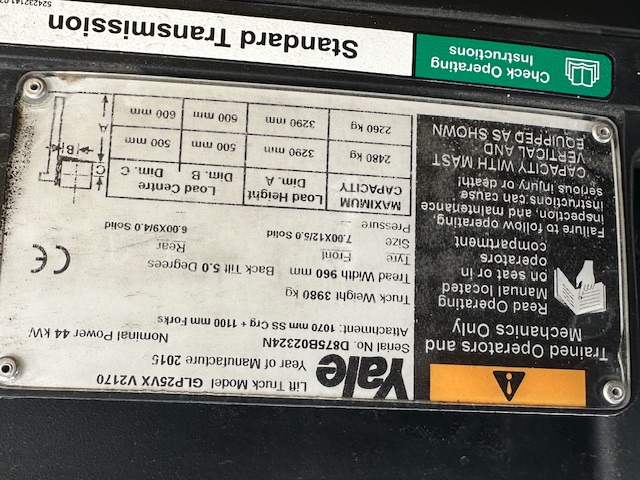 Trained Operators and
Mechanics Only
Read Operating
Manual located
on seat or in
operators
compartment
Failure to follow operating,
inspection, and maintenance
instructions can cause
serious injury or death!
CAPACITY WITH MAST
VERTICAL AND
EQUIPPED AS SHOWN
Yale
Lift Truck Model GLP25VX V2170
Year of Manufacture 2015
Serial No. D875B02324N
Nominal Power 44 kW
Attachment: 1070 mm SS Crg + 1100 mm Forks
Truck Weight 3980 kg
Tread Width 960 mm Back Tilt 5.0 Degrees
Tyre Front Rear
Size 7.00X12/5.0 Solid 6.00X9/4.0 Solid
Pressure
CE
MAXIMUM CAPACITY Load Height Dim. A Load Centre Dim. B Dim. C
2480 kg 3290 mm 500 mm 500 mm
2260 kg 3290 mm 600 mm 600 mm
A
B
C
Check Operating
Instructions
Standard Transmission